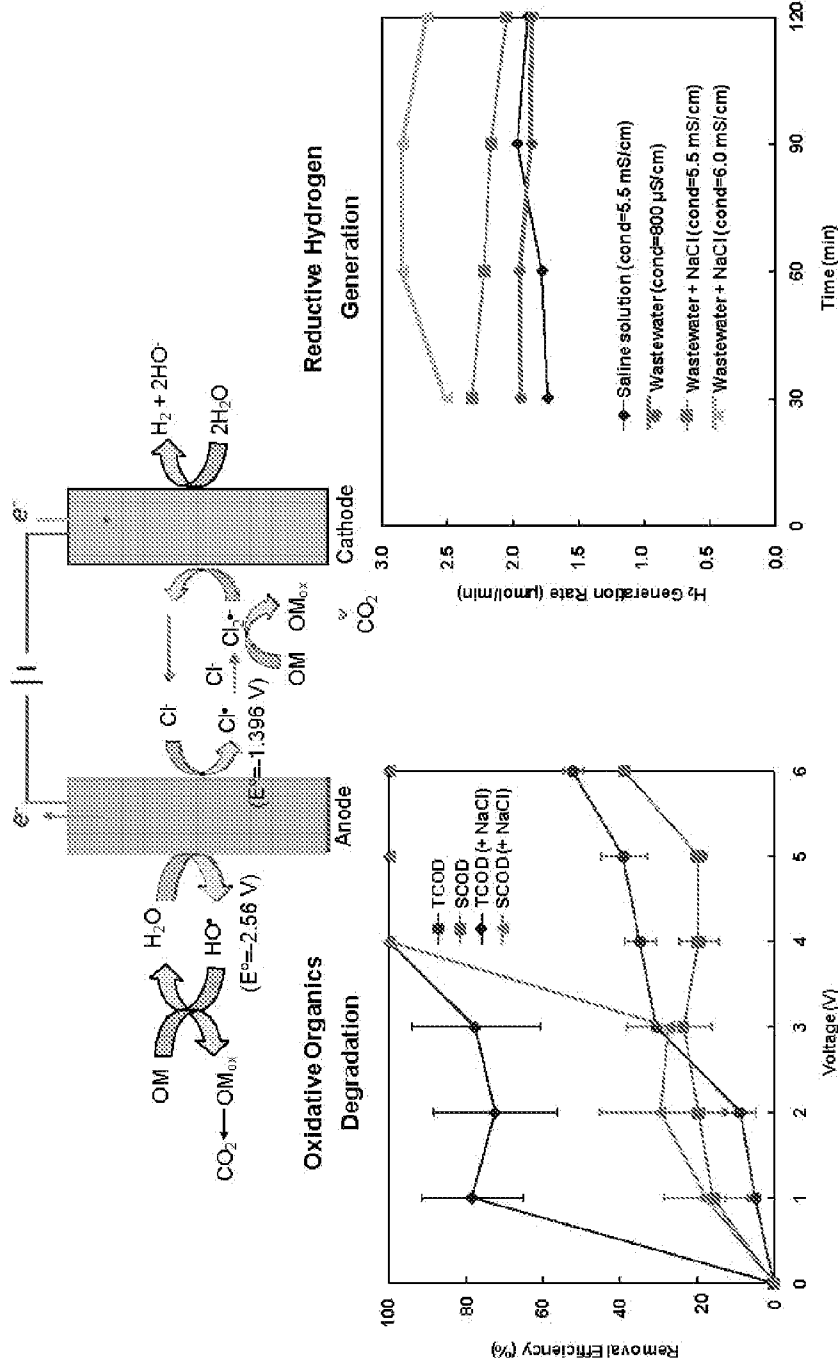 e⁻
e⁻
OM
H₂O
HO•
(E°=-2.56 V)
CO₂
OMox
Anode
Cl⁻
Cl•
Cl⁻
Cl₂•⁻
(E°=-1.396 V)
OM
OMox
CO₂
Cathode
H₂ + 2HO⁻
2H₂O
Oxidative Organics
Degradation
Reductive Hydrogen
Generation
Removal Efficiency (%)
100
80
60
40
20
0
TCOD
SCOD
TCOD (+ NaCl)
SCOD (+ NaCl)
0 1 2 3 4 5 6
Voltage (V)
H₂ Generation Rate (µmol/min)
3.0
2.5
2.0
1.5
1.0
0.5
0.0
Saline solution (cond=5.5 mS/cm)
Wastewater (cond=800 µS/cm)
Wastewater + NaCl (cond=5.5 mS/cm)
Wastewater + NaCl (cond=6.0 mS/cm)
0 30 60 90 120
Time (min)